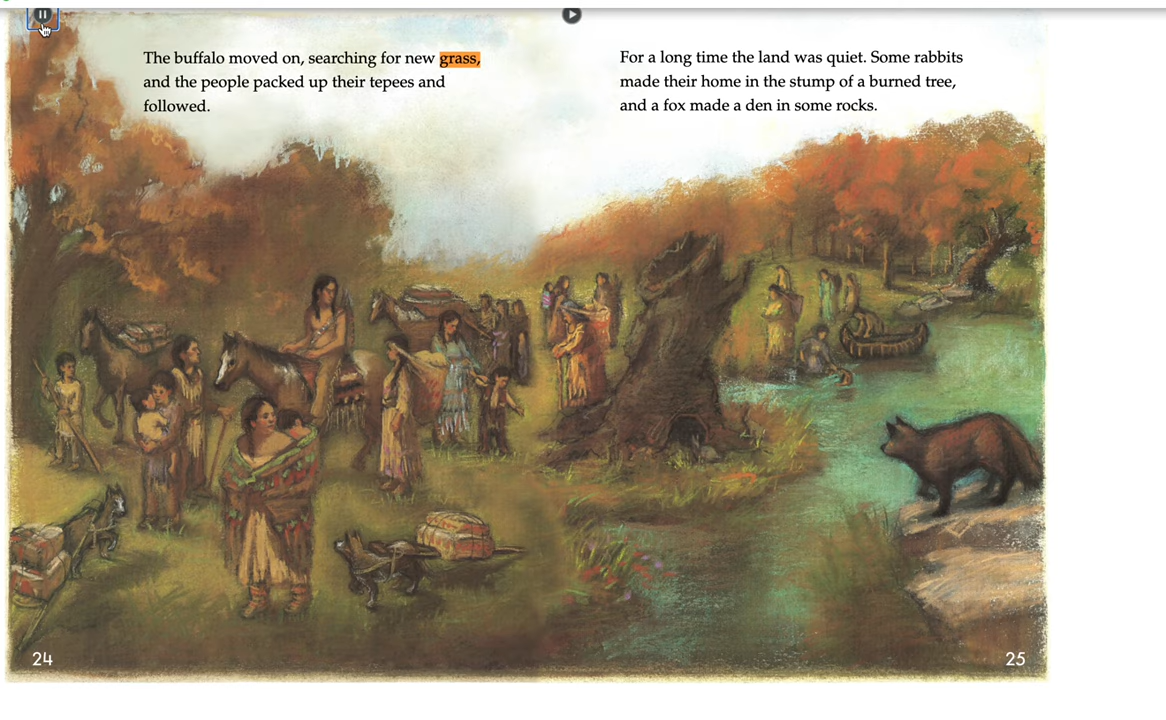 The buffalo moved on, searching for new grass,
and the people packed up their tepees and
followed.
For a long time the land was quiet. Some rabbits
made their home in the stump of a burned tree,
and a fox made a den in some rocks.
24
25